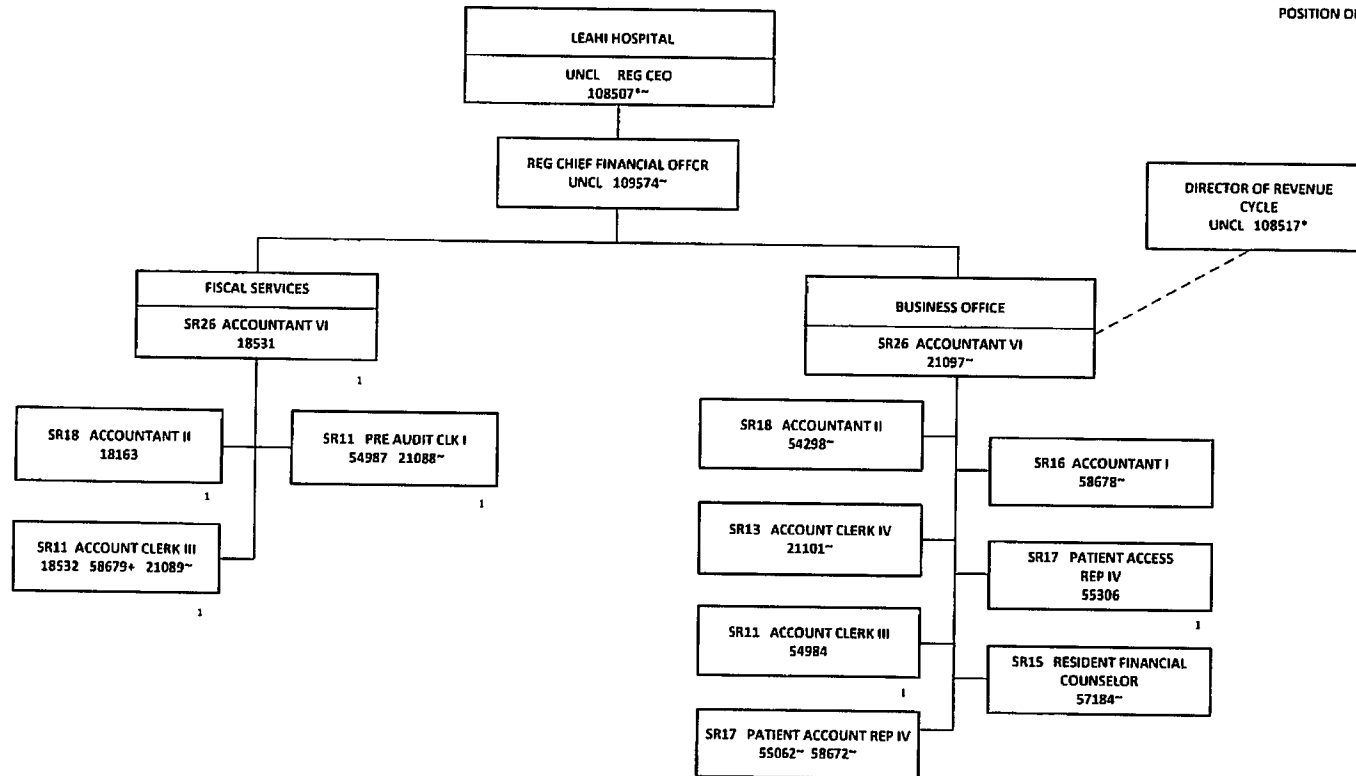 POSITION
LEAHI HOSPITAL
UNCL REG CEO
108507*~
REG CHIEF FINANCIAL OFFCR
UNCL 109574~
DIRECTOR OF REVENUE
CYCLE
UNCL 108517*
FISCAL SERVICES
SR26 ACCOUNTANT VI
18531
1
BUSINESS OFFICE
SR26 ACCOUNTANT VI
21097~
SR18 ACCOUNTANT II
18163
1
SR11 PRE AUDIT CLK I
54987 21088~
1
SR11 ACCOUNT CLERK III
18532 58679+ 21089~
1
SR18 ACCOUNTANT II
54298~
SR16 ACCOUNTANT I
58678~
SR13 ACCOUNT CLERK IV
21101~
SR17 PATIENT ACCESS
REP IV
55306
1
SR11 ACCOUNT CLERK III
54984
1
SR15 RESIDENT FINANCIAL
COUNSELOR
57184~
SR17 PATIENT ACCOUNT REP IV
55062~ 58672~